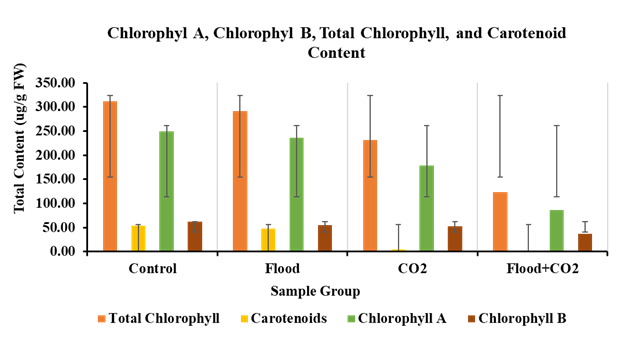 Chlorophyl A, Chlorophyl B, Total Chlorophyll, and Carotenoid
Content
Total Content (ug/g FW)
350.00
300.00
250.00
200.00
150.00
100.00
50.00
0.00
Control Flood CO2 Flood+CO2
Sample Group
Total Chlorophyll Carotenoids Chlorophyll A Chlorophyll B